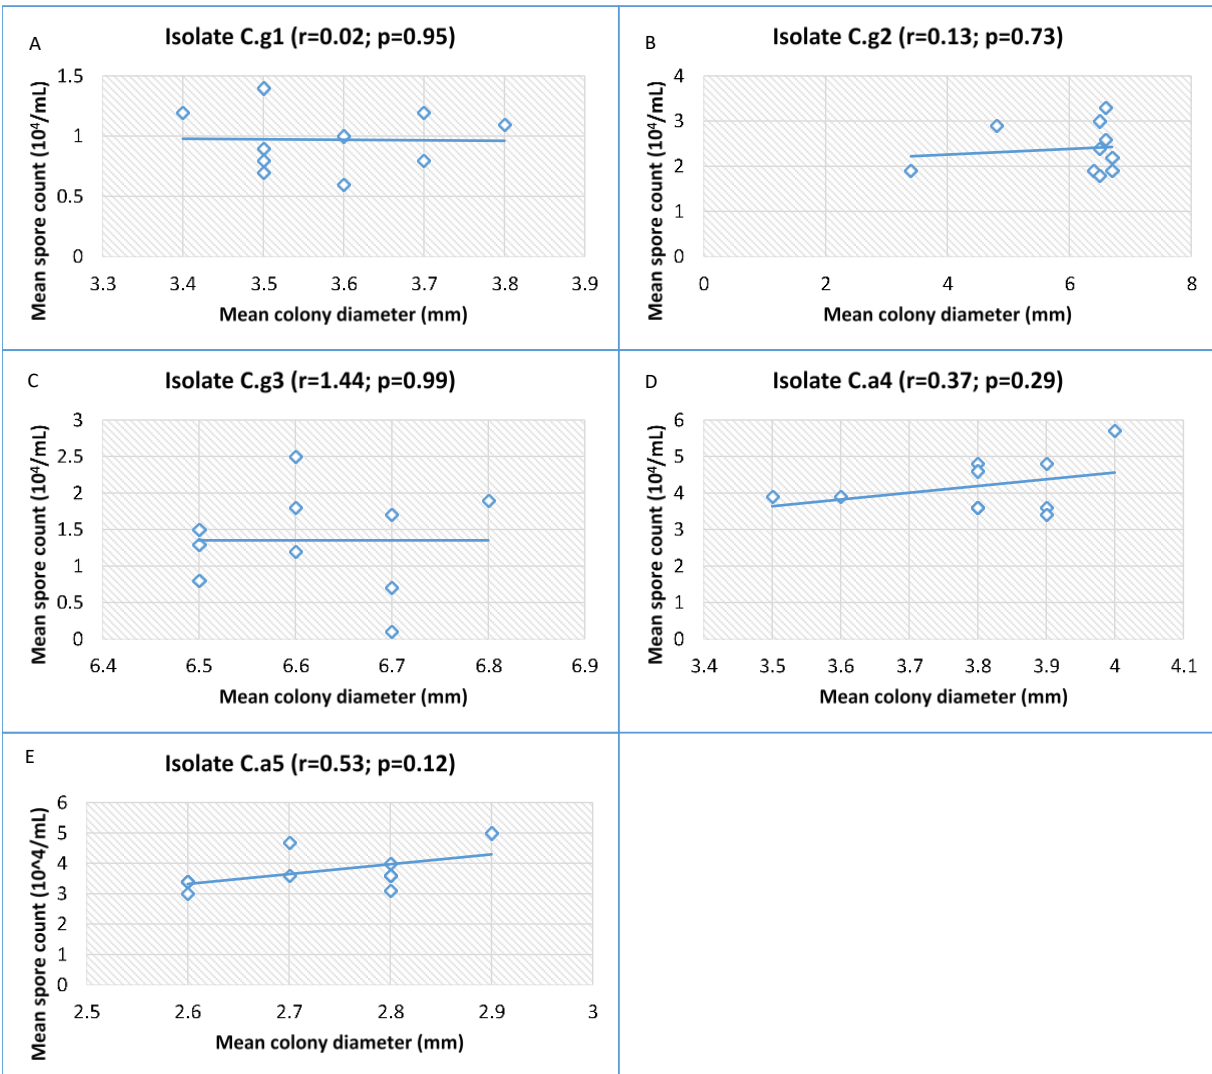 A
Isolate C.g1 (r=0.02; p=0.95)
Mean spore count (10⁴/mL)
1.5
1
0.5
0
3.3 3.4 3.5 3.6 3.7 3.8 3.9
Mean colony diameter (mm)
B
Isolate C.g2 (r=0.13; p=0.73)
Mean spore count (10⁴/mL)
4
3
2
1
0
0 2 4 6 8
Mean colony diameter (mm)
C
Isolate C.g3 (r=1.44; p=0.99)
Mean spore count (10⁴/mL)
3
2.5
2
1.5
1
0.5
0
6.4 6.5 6.6 6.7 6.8 6.9
Mean colony diameter (mm)
D
Isolate C.a4 (r=0.37; p=0.29)
Mean spore count (10⁴/mL)
6
5
4
3
2
1
0
3.4 3.5 3.6 3.7 3.8 3.9 4 4.1
Mean colony diameter (mm)
E
Isolate C.a5 (r=0.53; p=0.12)
Mean spore count (10^4/mL)
6
5
4
3
2
1
0
2.5 2.6 2.7 2.8 2.9 3
Mean colony diameter (mm)